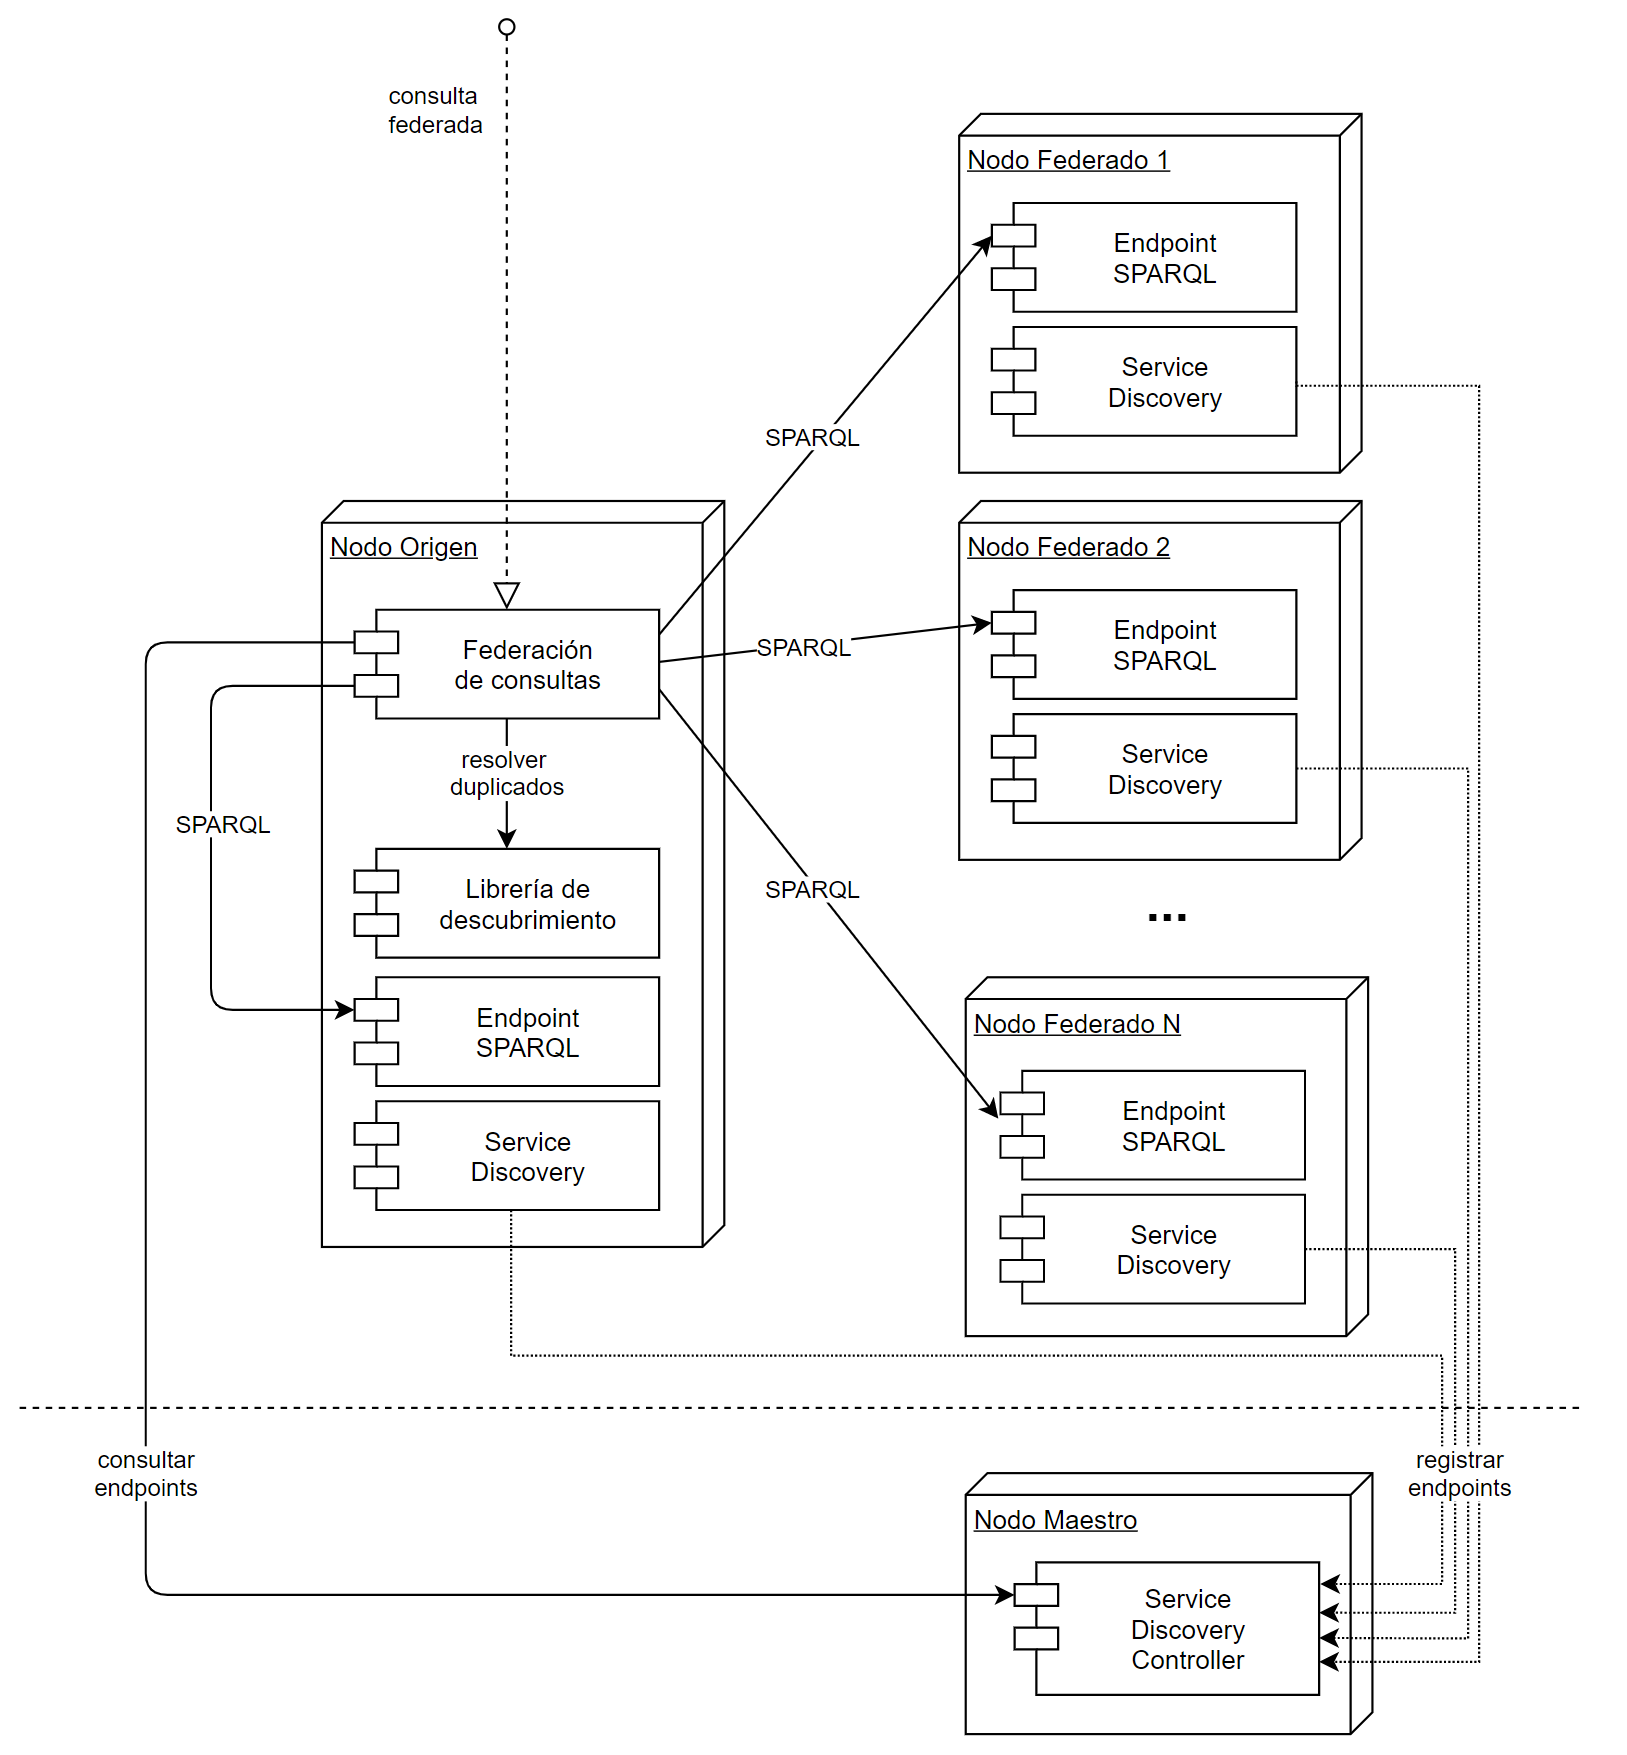 consulta
federada
Nodo Federado 1
Endpoint
SPARQL
Service
Discovery
SPARQL
Nodo Origen
Federación
de consultas
resolver
duplicados
SPARQL
Librería de
descubrimiento
Endpoint
SPARQL
Service
Discovery
SPARQL
Nodo Federado 2
Endpoint
SPARQL
Service
Discovery
SPARQL
...
Nodo Federado N
Endpoint
SPARQL
Service
Discovery
consultar
endpoints
registrar
endpoints
Nodo Maestro
Service
Discovery
Controller